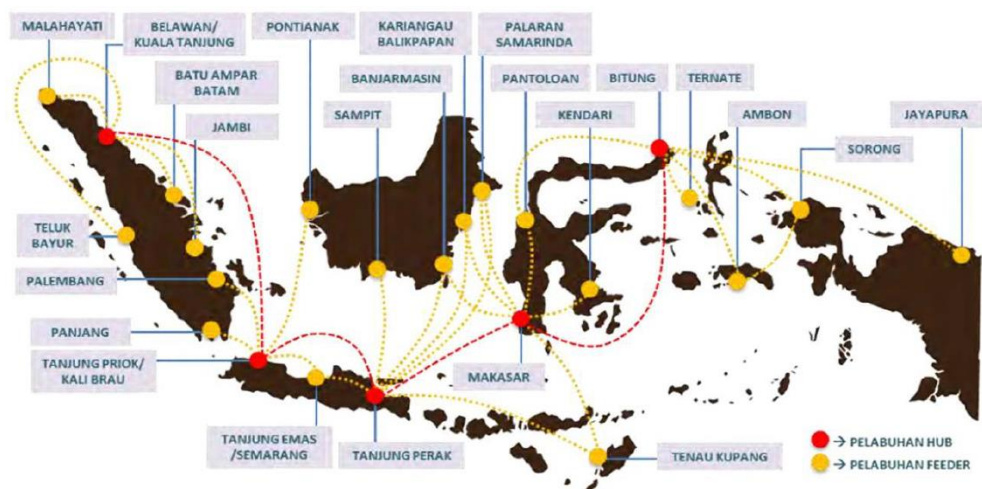 MALAHAYATI
BELAWAN/
KUALA TANJUNG
PONTIANAK
KARIANGAU
BALIKPAPAN
PALARAN
SAMARINDA
BATU AMPAR
BATAM
BANJARMASIN
PANTOLOAN
BITUNG
TERNATE
JAMBI
SAMPIT
KENDARI
AMBON
JAYAPURA
SORONG
TELUK
BAYUR
PALEMBANG
PANJANG
TANJUNG PRIOK/
KALI BRAU
MAKASAR
TANJUNG EMAS
/SEMARANG
TANJUNG PERAK
TENAU KUPANG
→ PELABUHAN HUB
→ PELABUHAN FEEDER